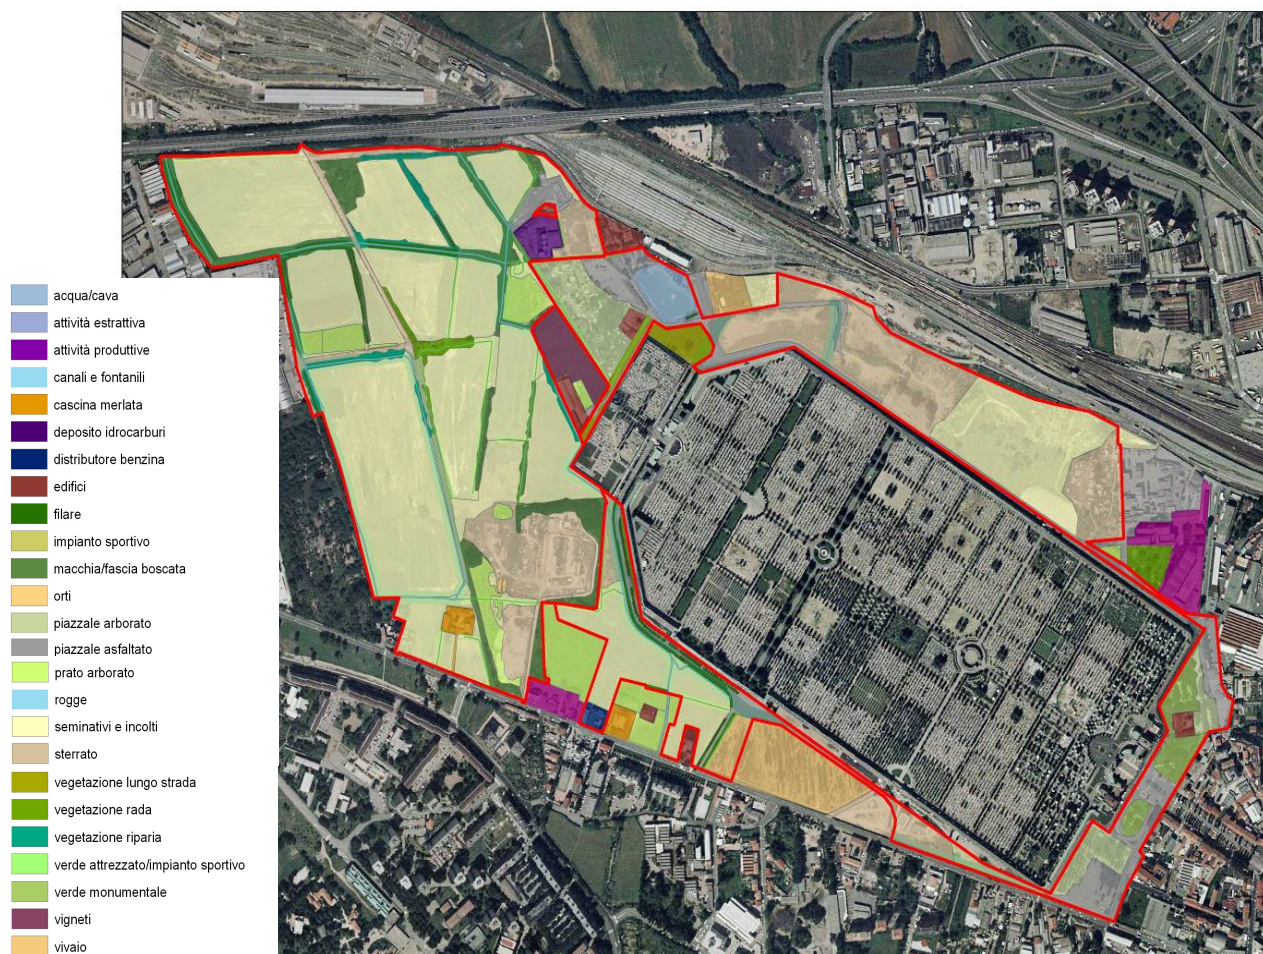 acqua/cava
attività estrattiva
attività produttive
canali e fontanili
cascina merlata
deposito idrocarburi
distributore benzina
edifici
filare
impianto sportivo
macchia/fascia boscata
orti
piazzale arborato
piazzale asfaltato
prato arborato
rogge
seminativi e incolti
sterrato
vegetazione lungo strada
vegetazione rada
vegetazione riparia
verde attrezzato/impianto sportivo
verde monumentale
vigneti
vivaio